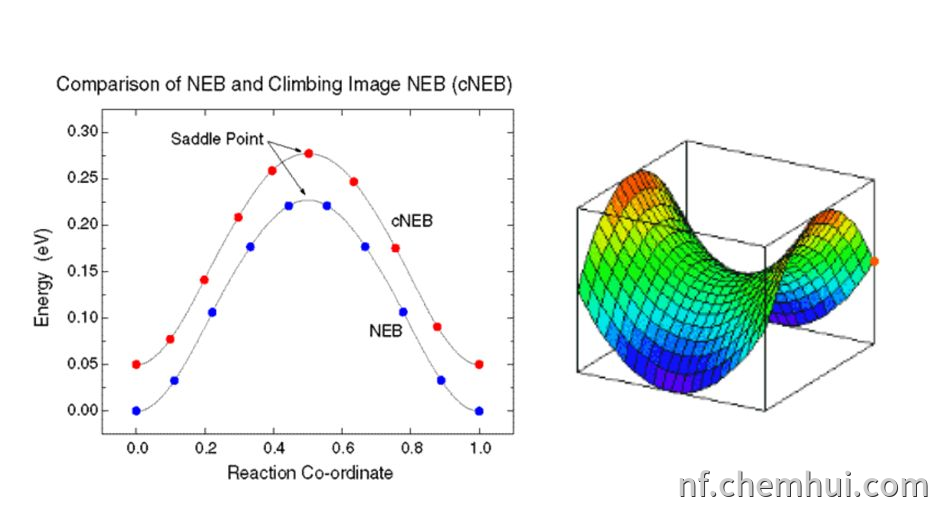 Comparison of NEB and Climbing Image NEB (cNEB)
0.30
Saddle Point
0.25
0.20
cNEB
0.15
Energy (eV)
0.10
NEB
0.05
0.00
0.0 0.2 0.4 0.6 0.8 1.0
Reaction Co-ordinate
nf.chemhui.com